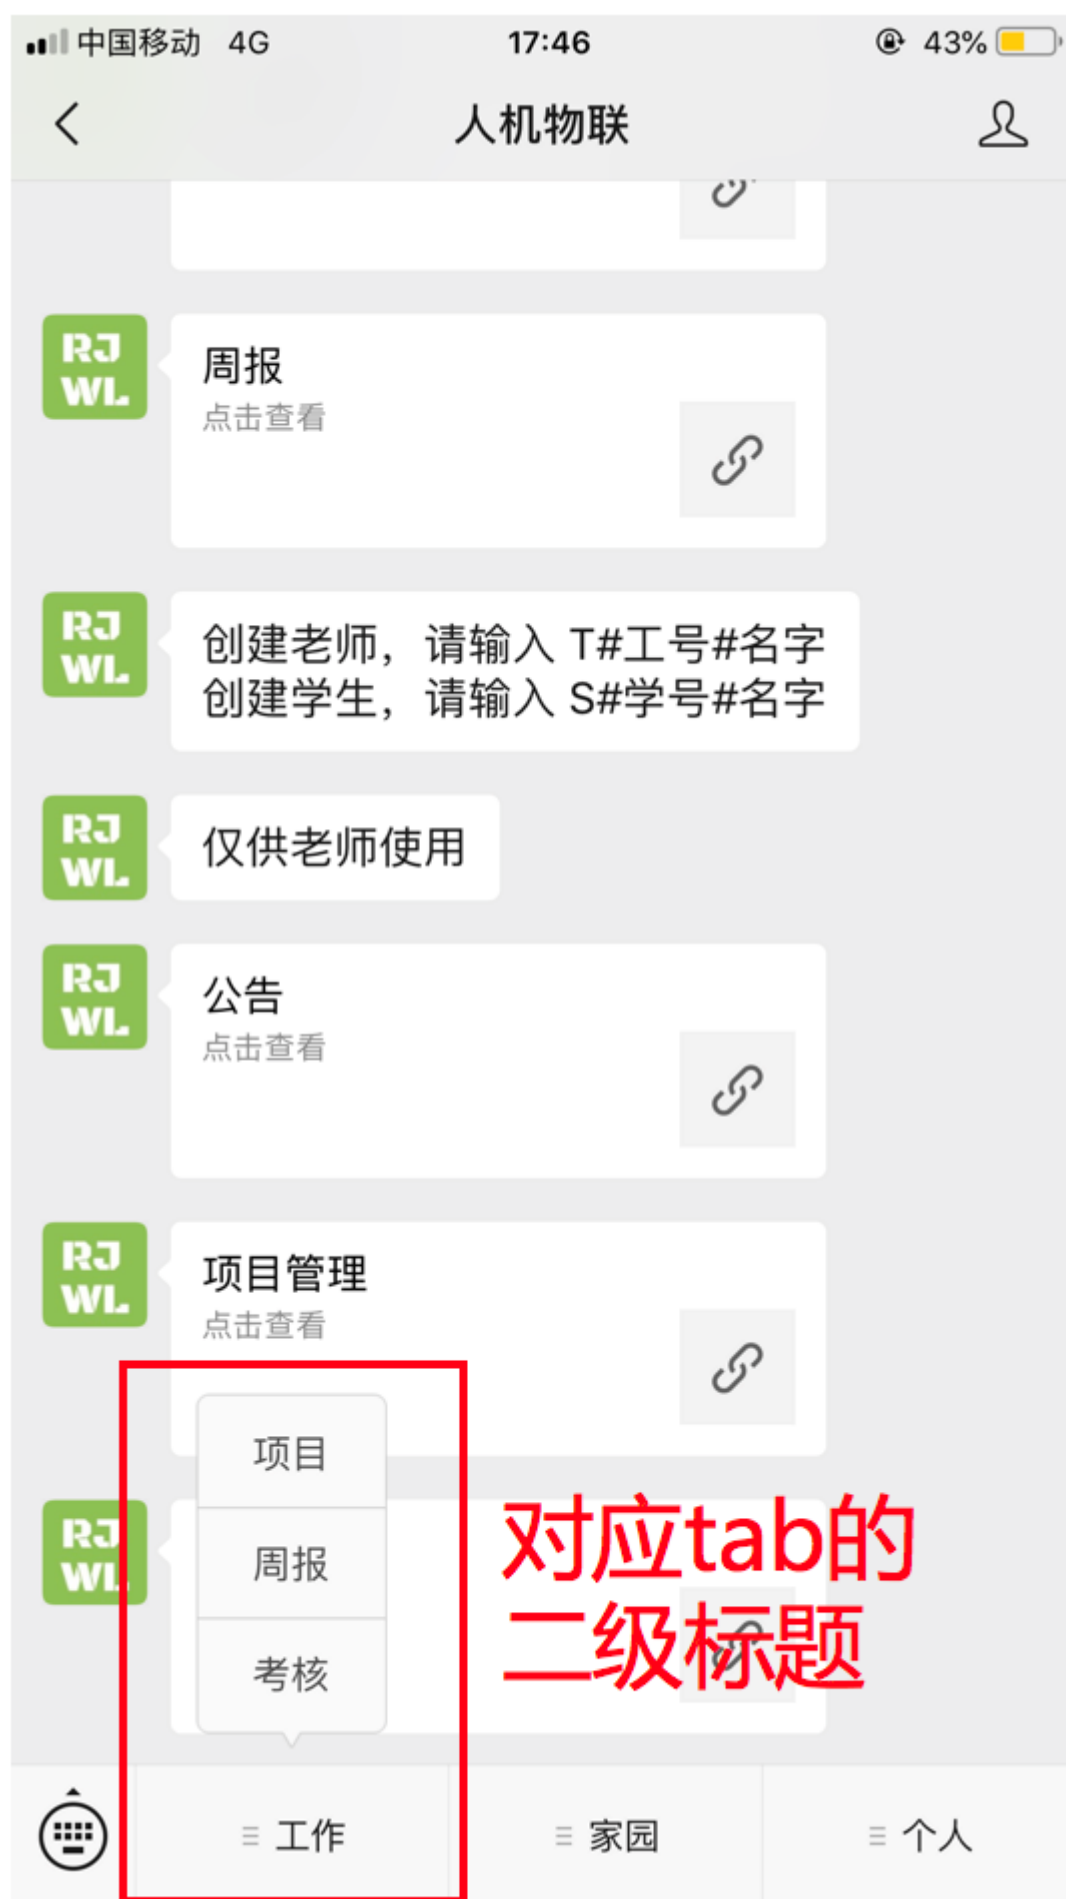 中国移动 4G 17:46 43%
人机物联
RJ
WL
周报
点击查看
RJ
WL
创建老师，请输入 T#工号#名字
创建学生，请输入 S#学号#名字
RJ
WL
仅供老师使用
RJ
WL
公告
点击查看
RJ
WL
项目管理
点击查看
项目
RJ
WL
周报
考核
对应tab的
二级标题
工作
家园
个人